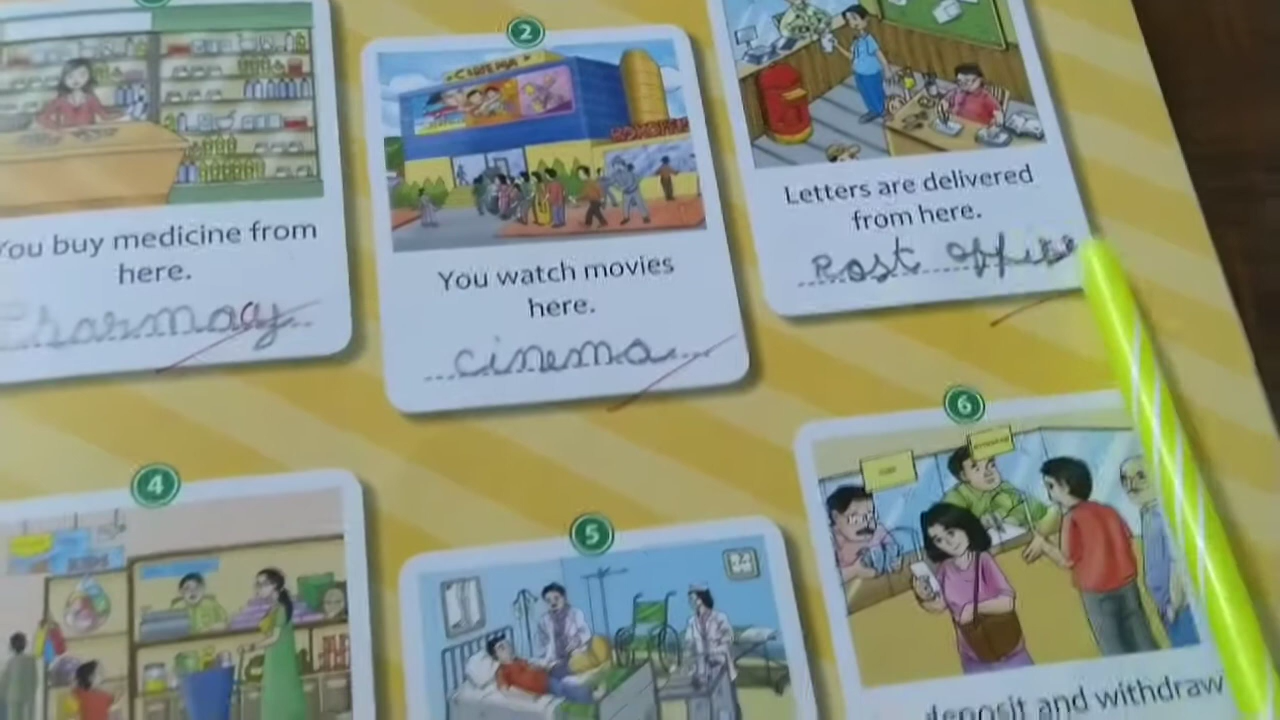 2
CINEMA
You buy medicine from
here.
Pharmacy
You watch movies
here.
cinema
Letters are delivered
from here.
Post office
4
5
6
deposit and withdraw